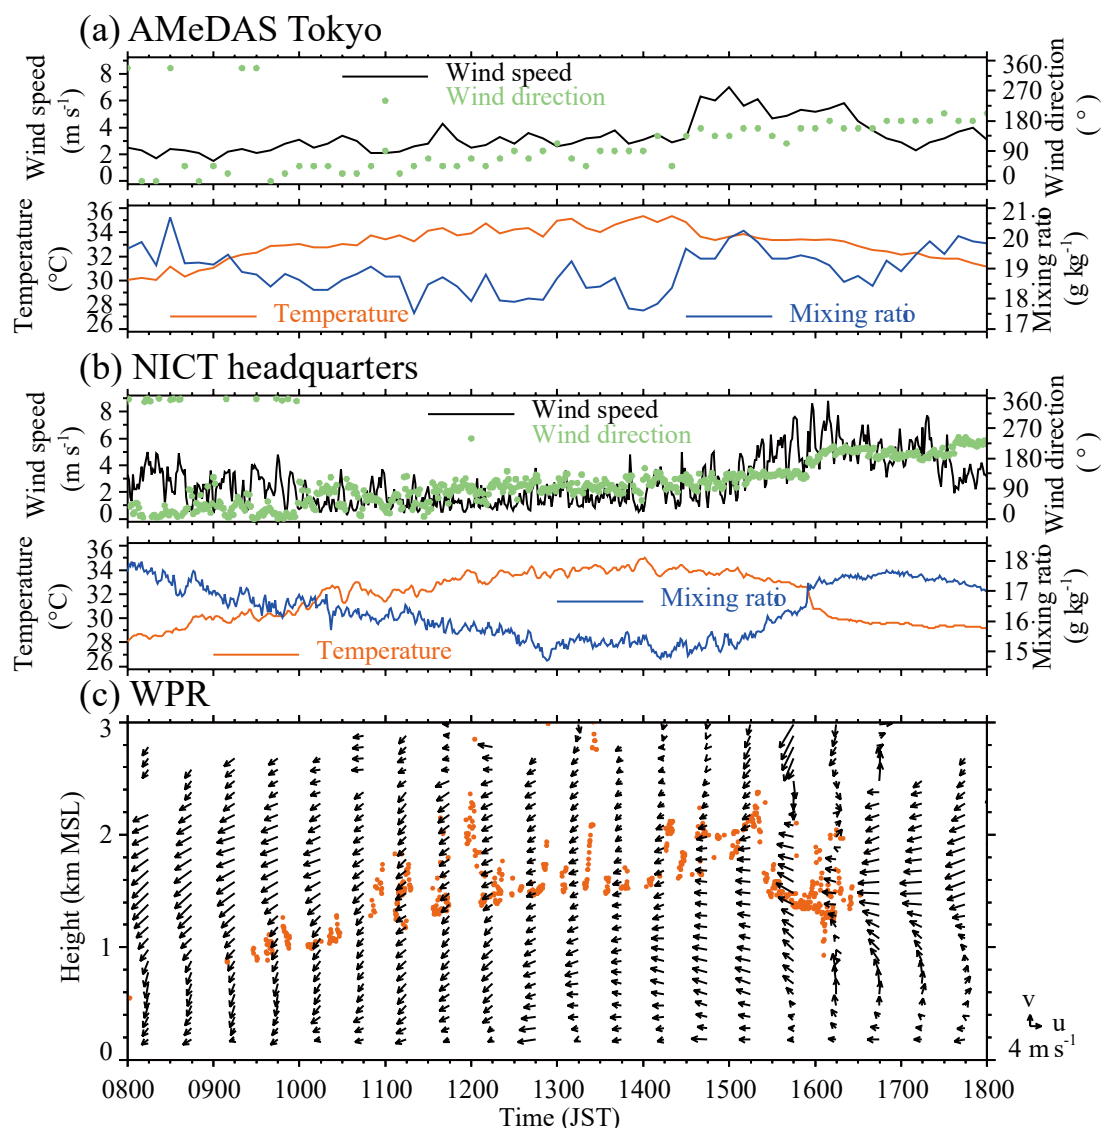 (a) AMeDAS Tokyo
Wind speed
(m s-1)
8
6
4
2
0
Wind speed
Wind direction
360
270
180
90
0
Wind direction
(°)
Temperature
(°C)
36
34
32
30
28
26
Temperature
Mixing ratio
21
20
19
18
17
Mixing ratio
(g kg-1)
(b) NICT headquarters
Wind speed
(m s-1)
8
6
4
2
0
Wind speed
Wind direction
360
270
180
90
0
Wind direction
(°)
Temperature
(°C)
36
34
32
30
28
26
Mixing ratio
Temperature
18
17
16
15
Mixing ratio
(g kg-1)
(c) WPR
Height (km MSL)
3
2
1
0
v
u
4 m s-1
0800 0900 1000 1100 1200 1300 1400 1500 1600 1700 1800
Time (JST)